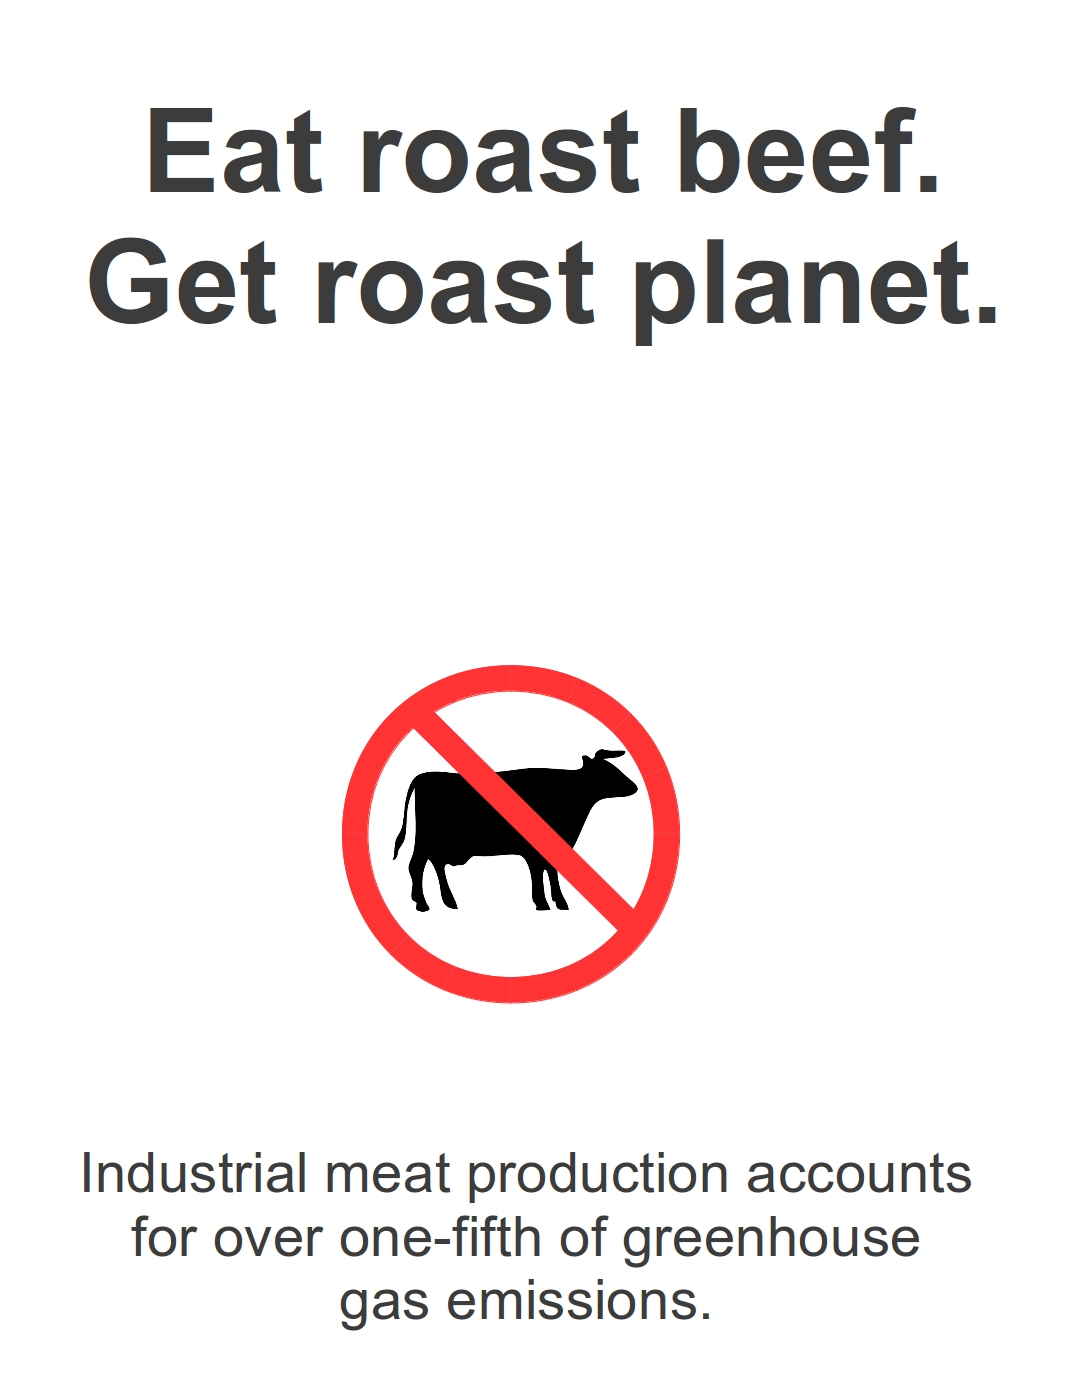 Eat roast beef.
Get roast planet.
Industrial meat production accounts
for over one-fifth of greenhouse
gas emissions.